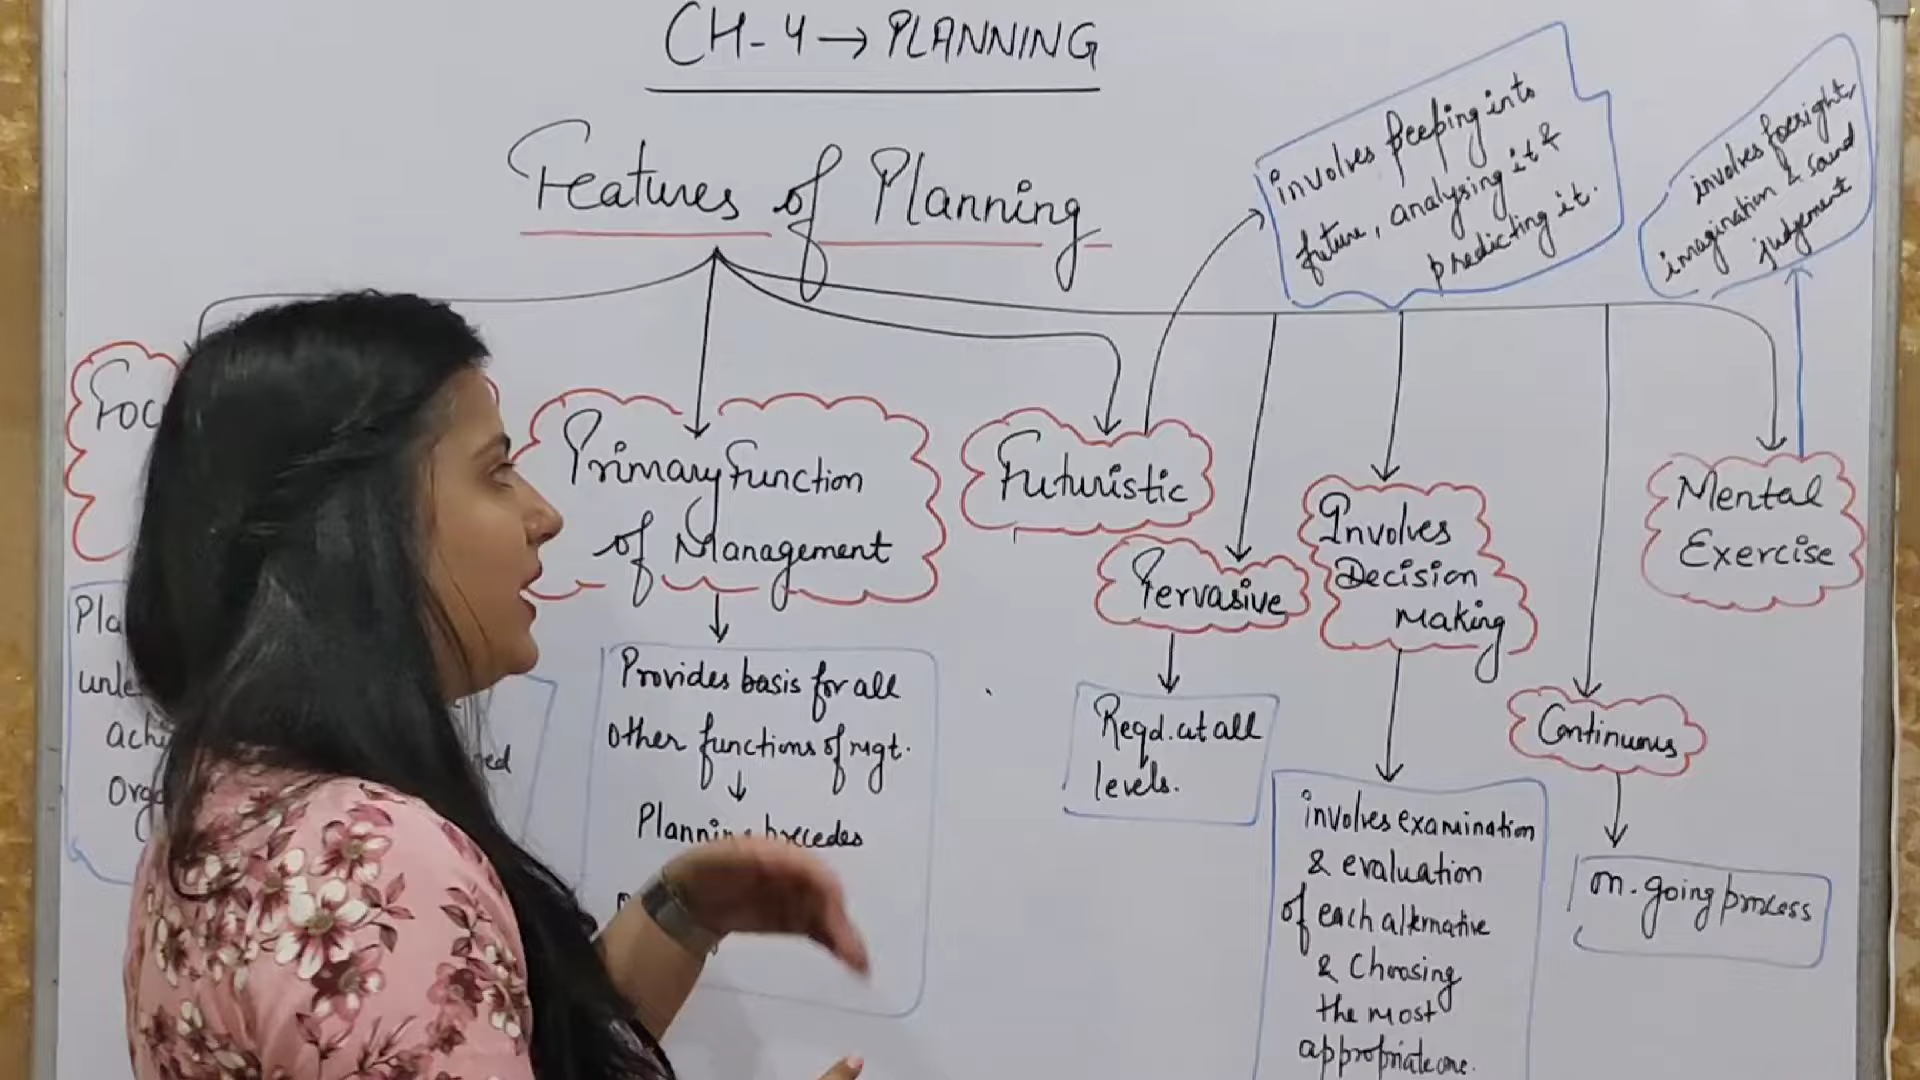 CH-4 → PLANNING
Features of Planning
involves peeping into
future, analysing it &
predicting it.
involves foresight,
imagination & sound
judgement
Primary Function
of Management
Provides basis for all
other functions of mgt.
↓
Planning precedes
Futuristic
Pervasive
Reqd. at all
levels.
Involves
Decision
Making
involves examination
& evaluation
of each alternative
& Choosing
the most
appropriate one.
Continuous
on-going process
Mental
Exercise